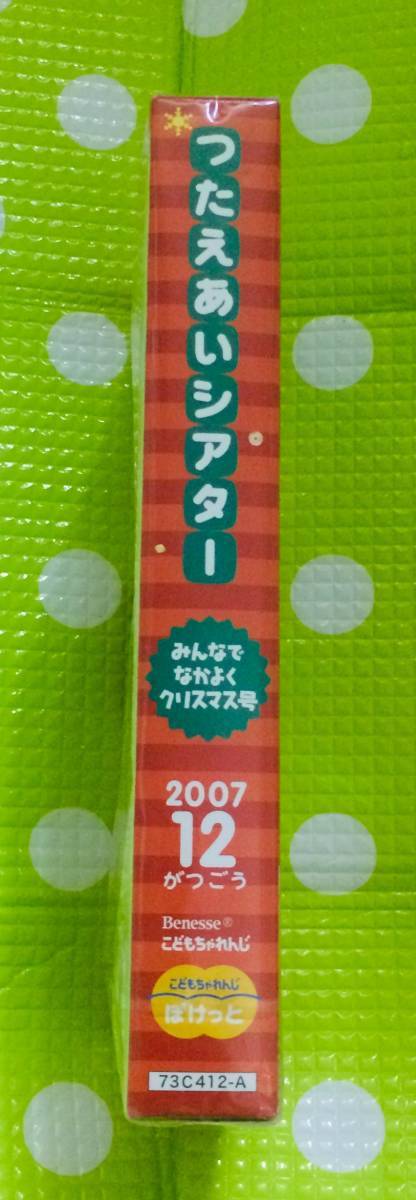 つたえあいシアター
みんなで
なかよく
クリスマス号
2007
12
がつごう
Benesse®
こどもちゃれんじ
こどもちゃれんじ
ぽけっと
73C412-A